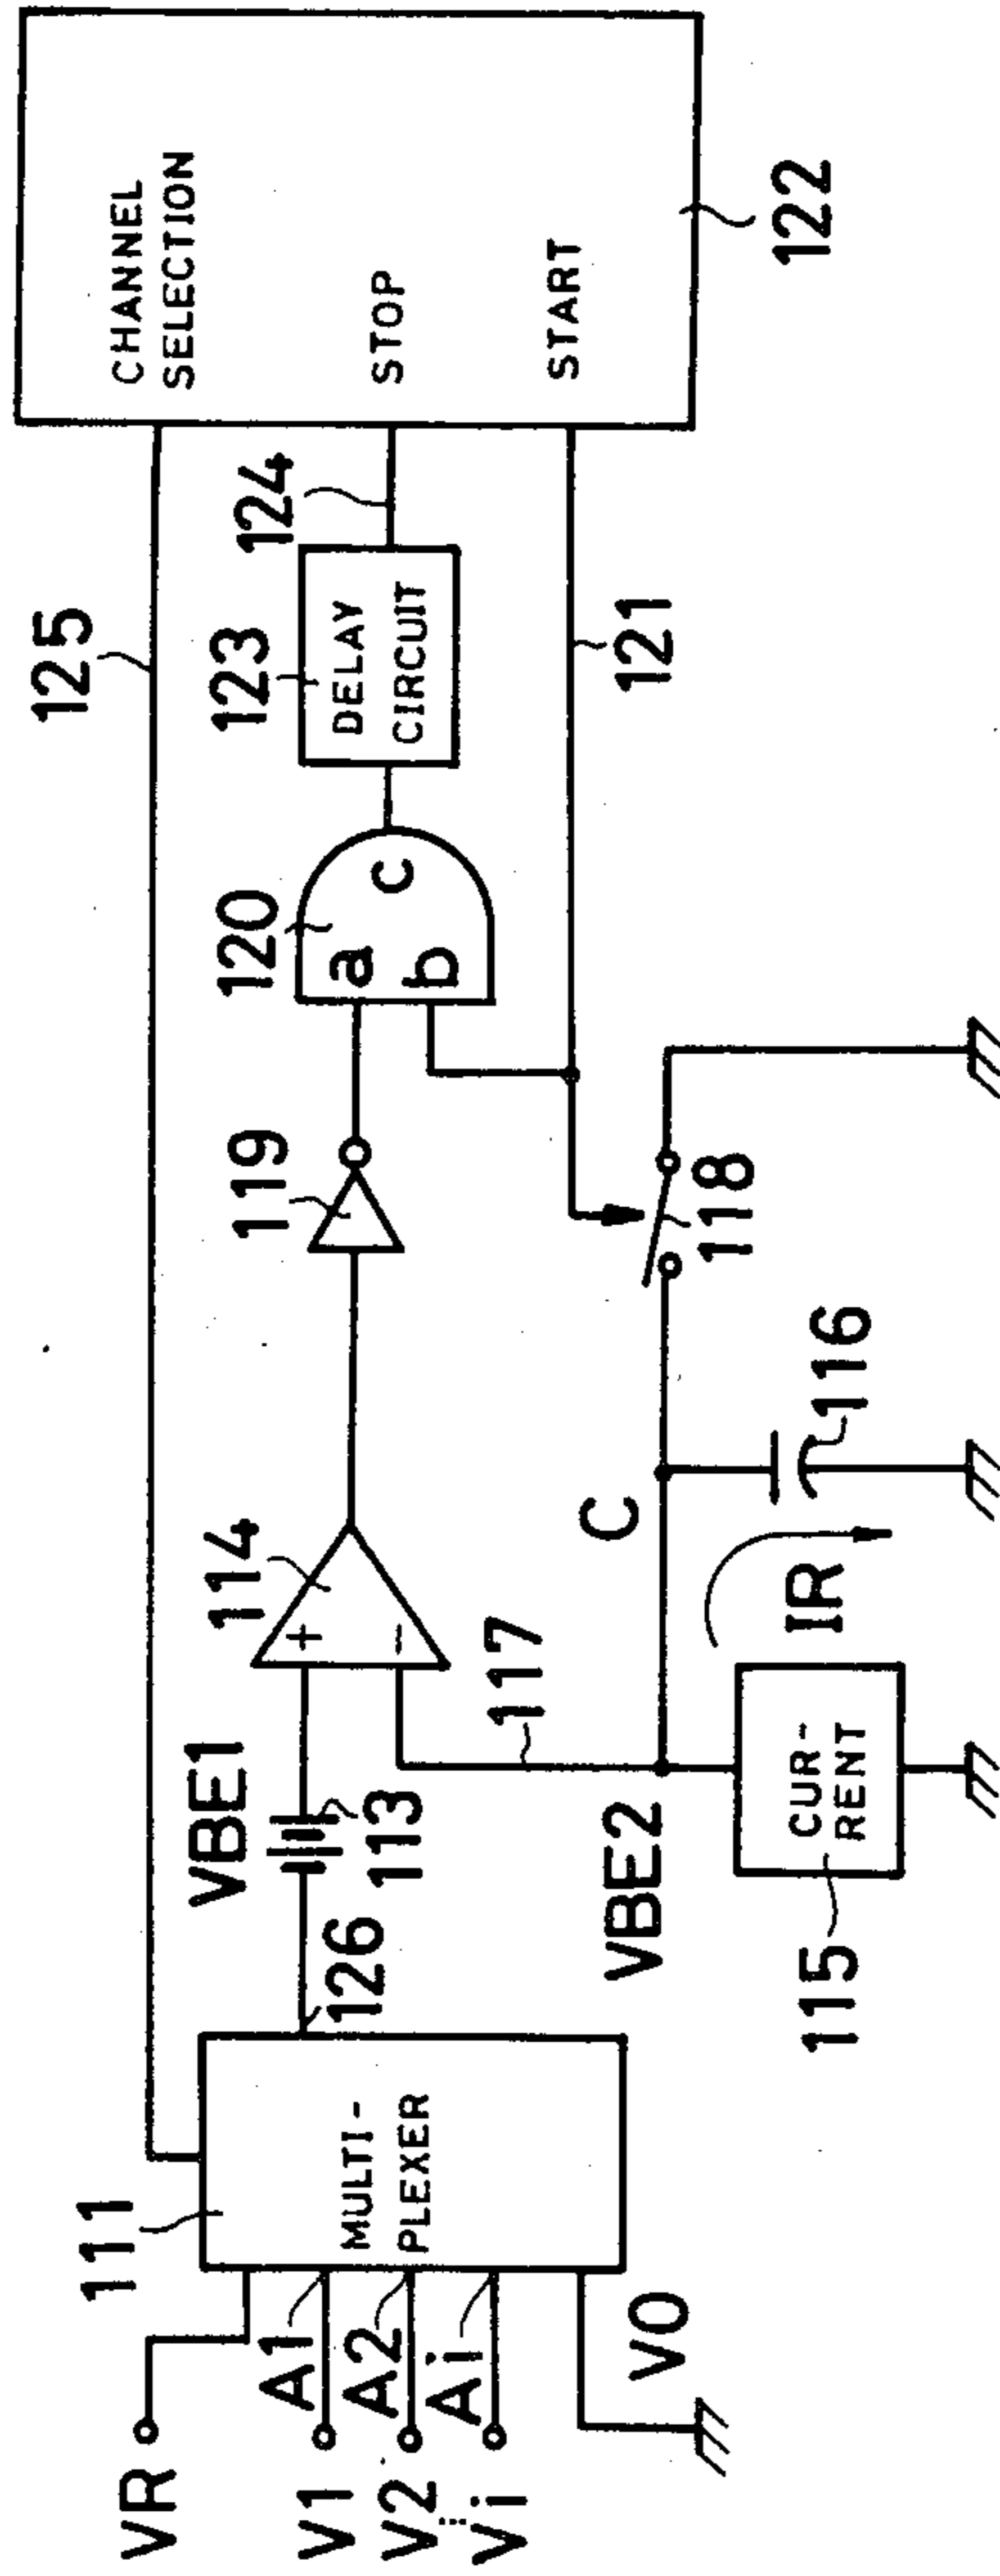 125
CHANNEL
SELECTION
111
VR
V1
A1
V2
A2
Vi
Ai
VO
MULTI-
PLEXER
126
VBE1
113
114
+
-
117
119
120
a
b
c
123
DELAY
CIRCUIT
124
STOP
121
START
122
VBE2
115
CUR-
RENT
IR
C
116
118